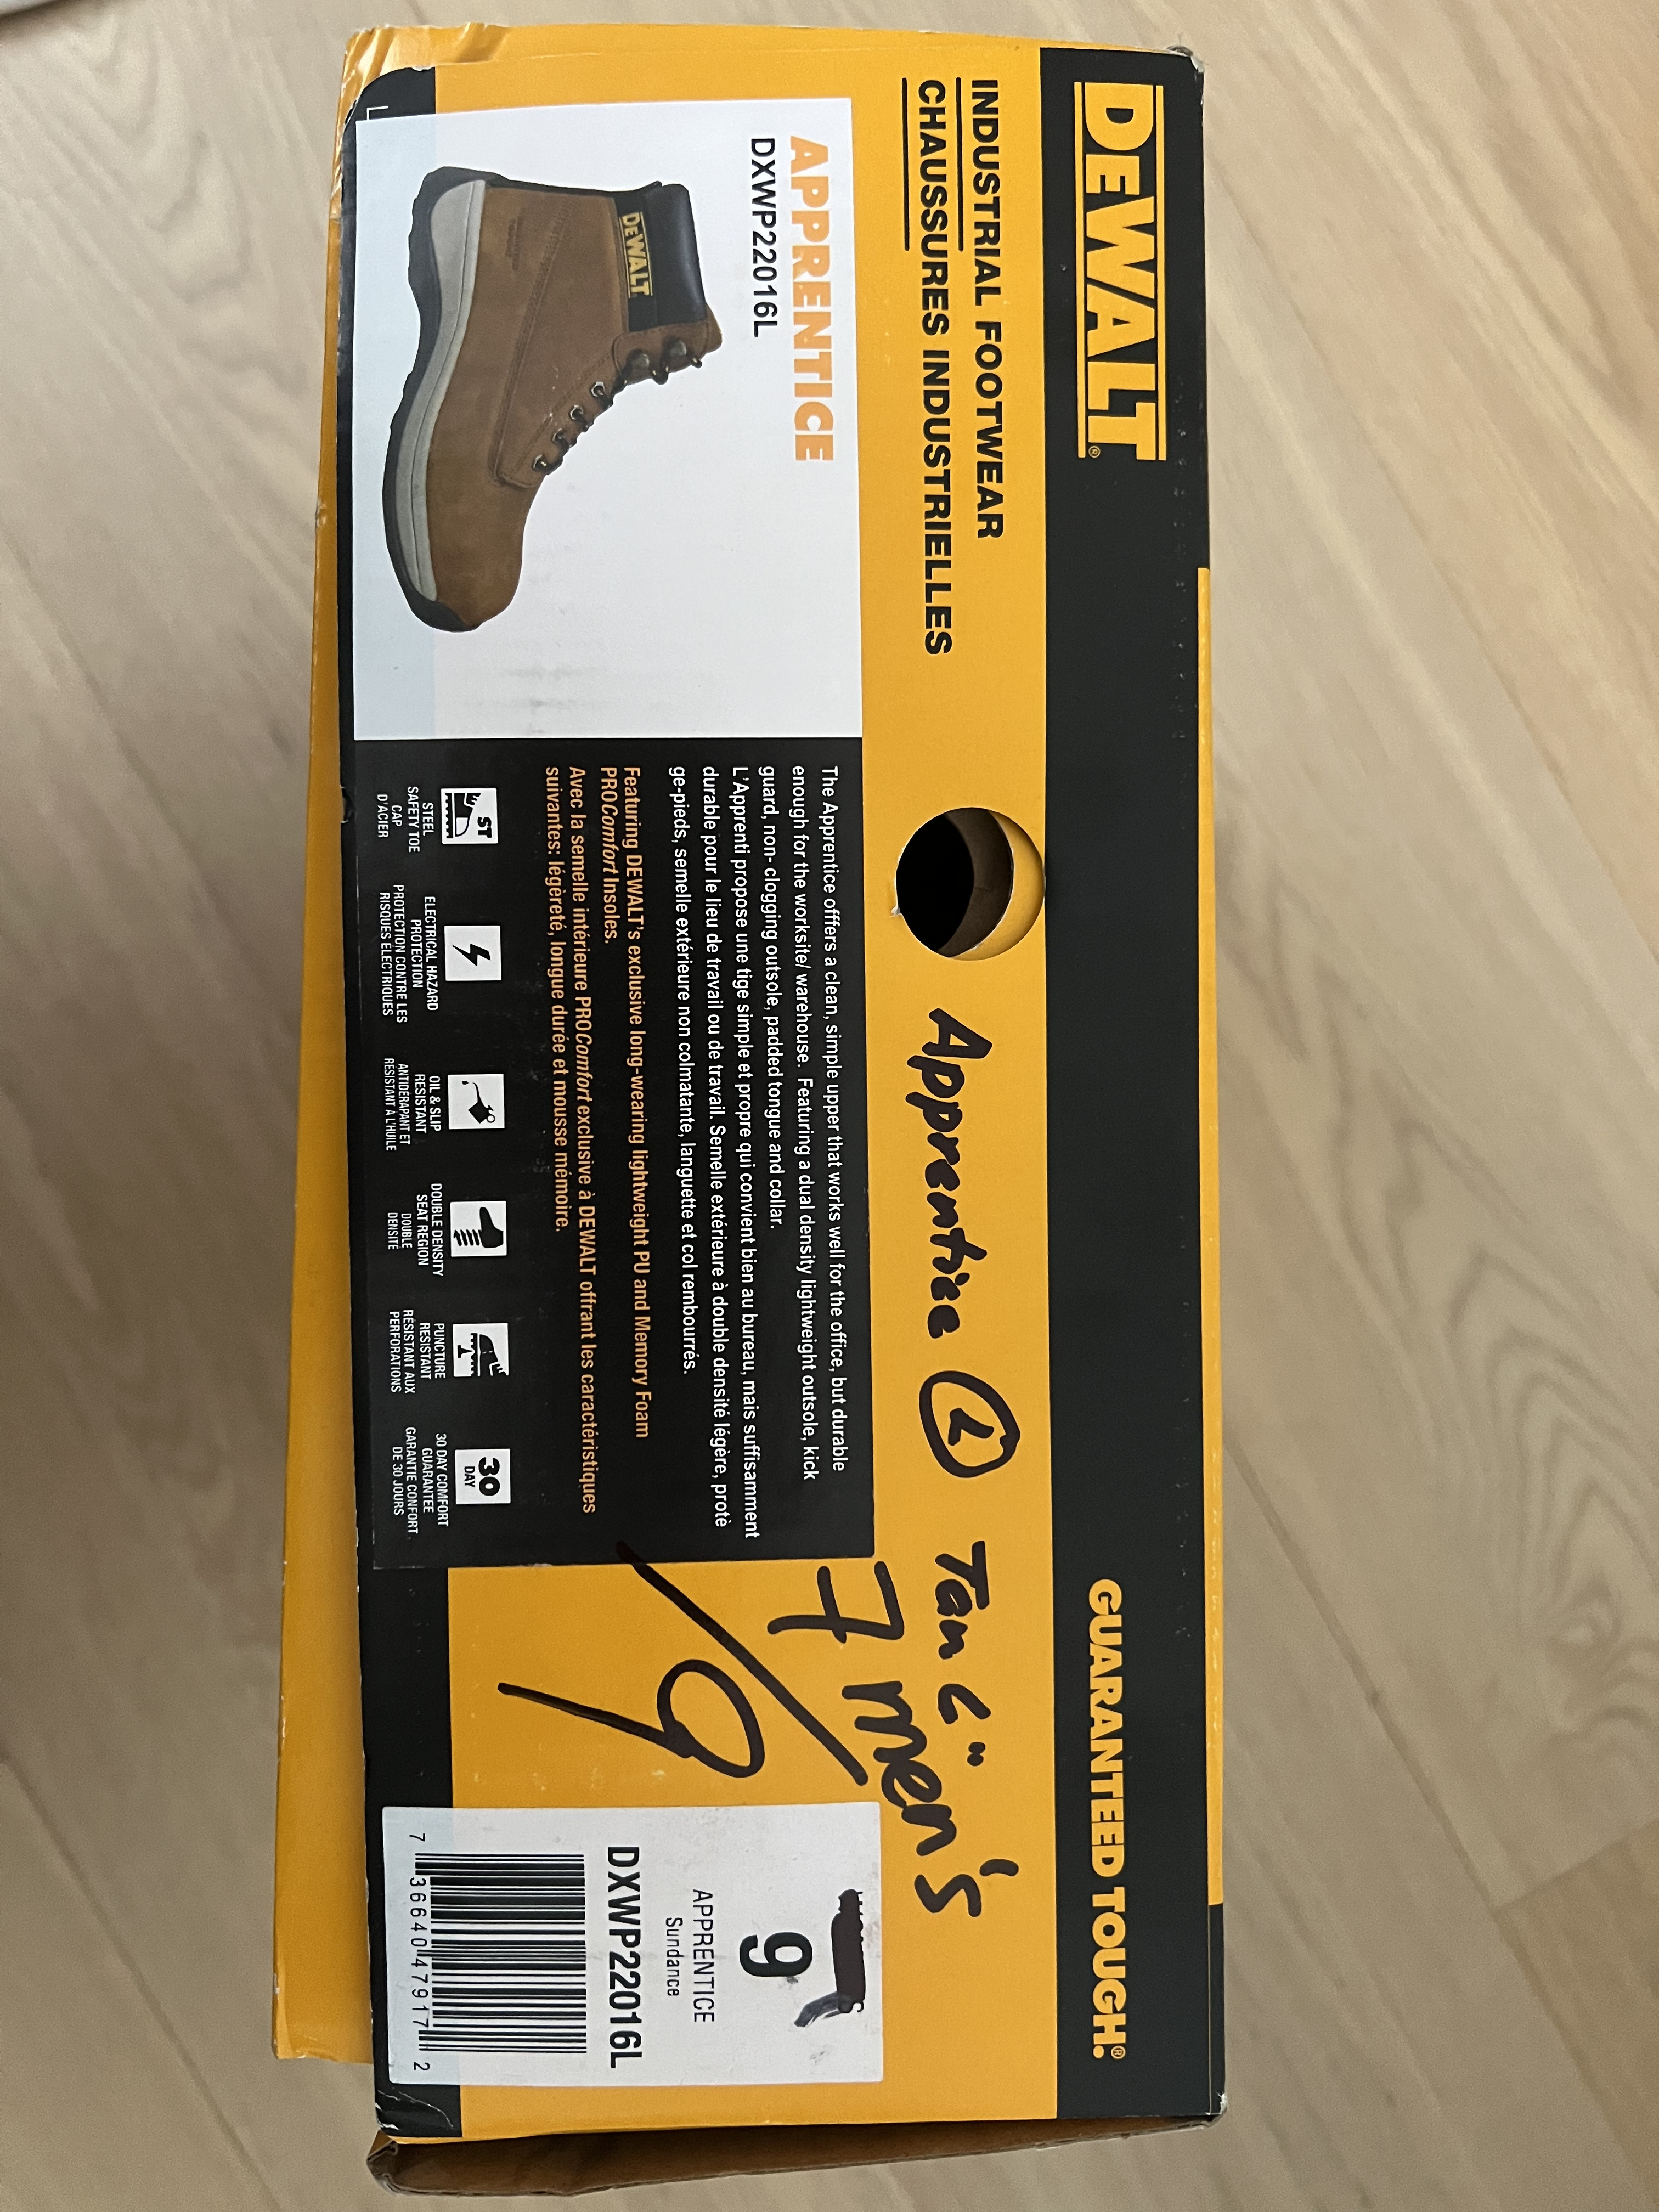 DEWALT®
GUARANTEED TOUGH.®
INDUSTRIAL FOOTWEAR
CHAUSSURES INDUSTRIELLES
Apprentice
Tan
7 men's
9
APPRENTICE
DXWP22016L
DEWALT
The Apprentice offfers a clean, simple upper that works well for the office, but durable
enough for the worksite/ warehouse. Featuring a dual density lightweight outsole, kick
guard, non- clogging outsole, padded tongue and collar.
L'Apprenti propose une tige simple et propre qui convient bien au bureau, mais suffisamment
durable pour le lieu de travail ou de travail. Semelle extérieure à double densité légère, protè
ge-pieds, semelle extérieure non colmatante, languette et col rembourrés.
Featuring DEWALT's exclusive long-wearing lightweight PU and Memory Foam
PROComfort Insoles.
Avec la semelle intérieure PROComfort exclusive à DEWALT offrant les caractéristiques
suivantes: légèreté, longue durée et mousse mémoire.
ST
STEEL
SAFETY TOE
CAP
D'ACIER
ELECTRICAL HAZARD
PROTECTION
PROTECTION CONTRE LES
RISQUES ELECTRIQUES
OIL & SLIP
RESISTANT
ANTIDÉRAPANT ET
RÉSISTANT À L'HUILE
DOUBLE DENSITY
SEAT REGION
DOUBLE
DENSITÉ
PUNCTURE
RESISTANT
RÉSISTANT AUX
PERFORATIONS
30
DAY
30 DAY COMFORT
GUARANTEE
GARANTIE CONFORT
DE 30 JOURS
9
APPRENTICE
Sundance
DXWP22016L
7 36640 47917 2